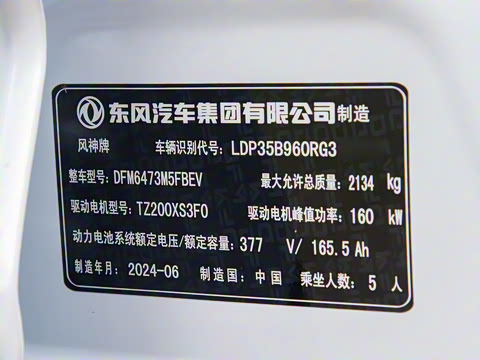 东风汽车集团有限公司制造
风神牌 车辆识别代号: LDP35B960RG3
整车型号: DFM6473M5FBEV 最大允许总质量: 2134 kg
驱动电机型号: TZ200XS3F0 驱动电机峰值功率: 160 kW
动力电池系统额定电压/额定容量: 377 V/ 165.5 Ah
制造年月: 2024-06 制造国: 中国 乘坐人数: 5 人